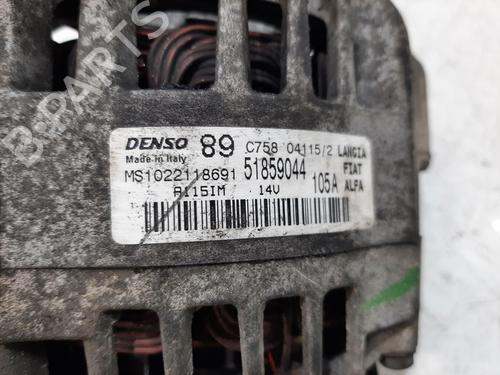 DENSO 89 C758 04115/2 LANCIA
Made in Italy
MS1022118691 51859044 FIAT
A115IM 14V 105A ALFA
B PARTS